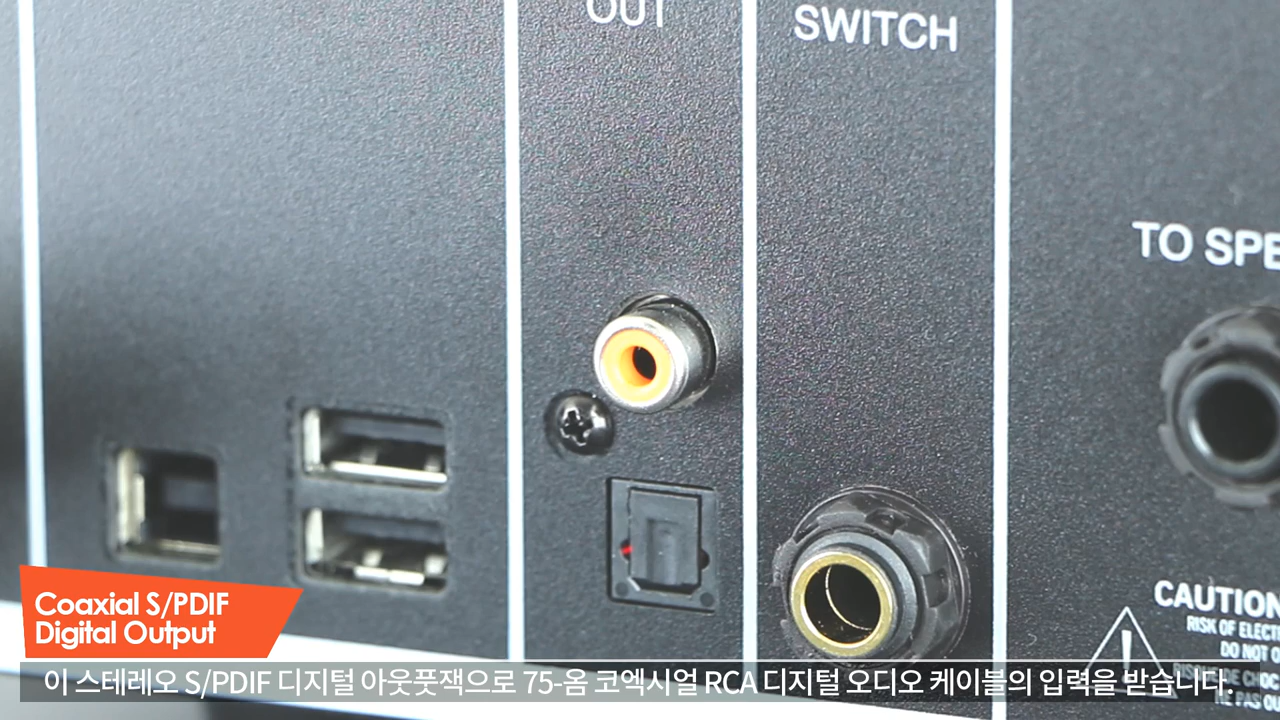 OUT
SWITCH
TO SPE
CAUTION
RISK OF ELECT
DO NOT O
Coaxial S/PDIF
Digital Output
이 스테레오 S/PDIF 디지털 아웃풋잭으로 75-옴 코엑시얼 RCA 디지털 오디오 케이블의 입력을 받습니다.